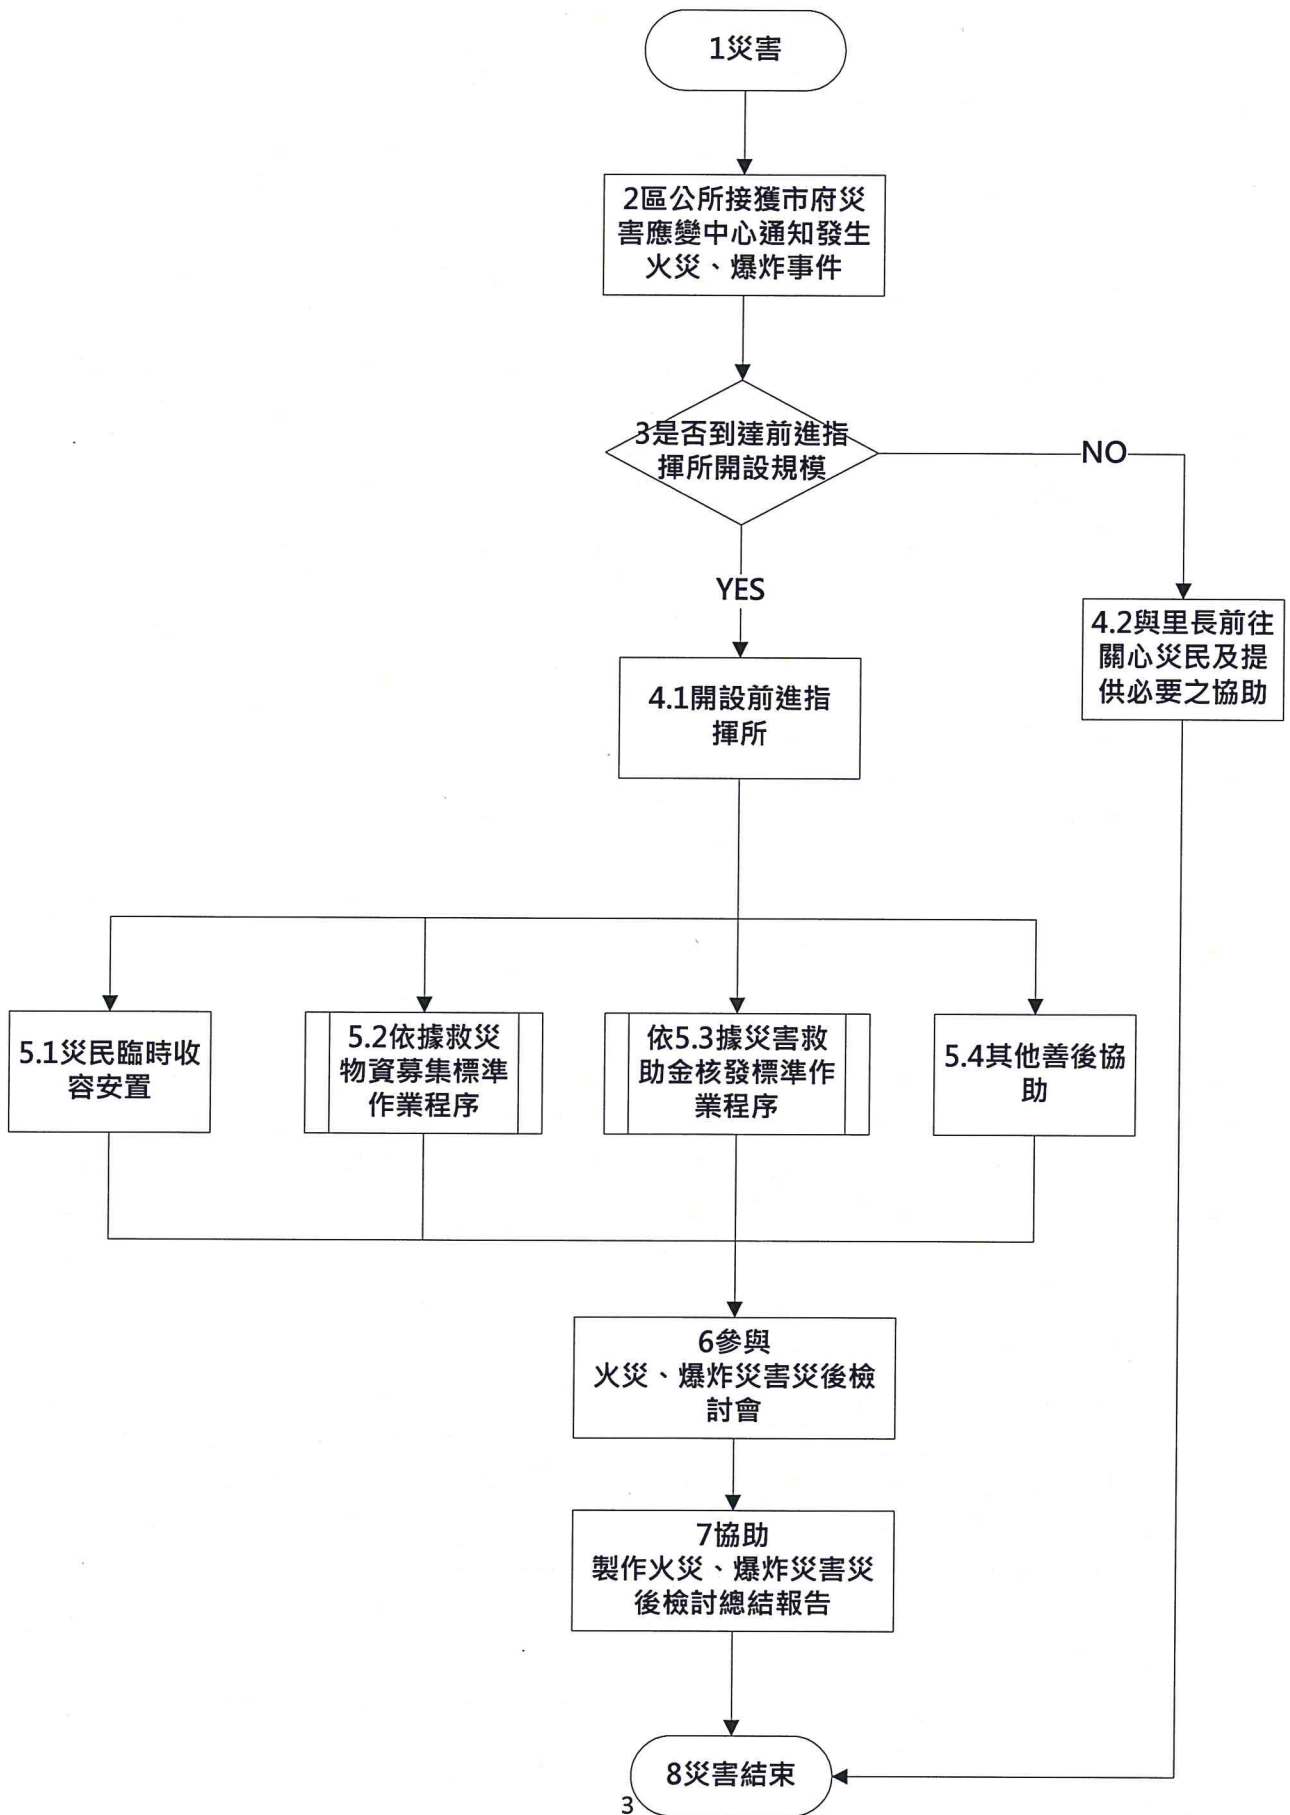 1災害
2區公所接獲市府災
害應變中心通知發生
火災、爆炸事件
3是否到達前進指
揮所開設規模
NO
YES
4.2與里長前往
關心災民及提
供必要之協助
4.1開設前進指
揮所
5.1災民臨時收
容安置
5.2依據救災
物資募集標準
作業程序
依5.3據災害救
助金核發標準作
業程序
5.4其他善後協
助
6參與
火災、爆炸災害災後檢
討會
7協助
製作火災、爆炸災害災
後檢討總結報告
8災害結束
3